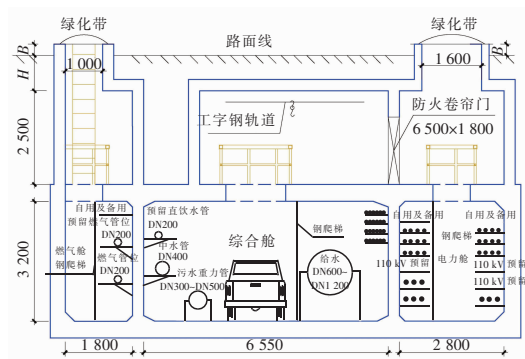 绿化带
绿化带
路面线
B
H
B
1 000
1 600
2 500
工字钢轨道
防火卷帘门
6 500×1 800
自用及备用
预留燃气管位
DN200
燃气舱
钢爬梯
燃气管位
DN200
预留直饮水管
DN200
中水管
DN400
污水重力管
DN300~DN500
综合舱
钢爬梯
给水
DN600~
DN1 200
自用及备用
自用及备用
钢爬梯
电力舱
110 kV 预留
110 kV 预留
110 kV 预留
3 200
1 800
6 550
2 800